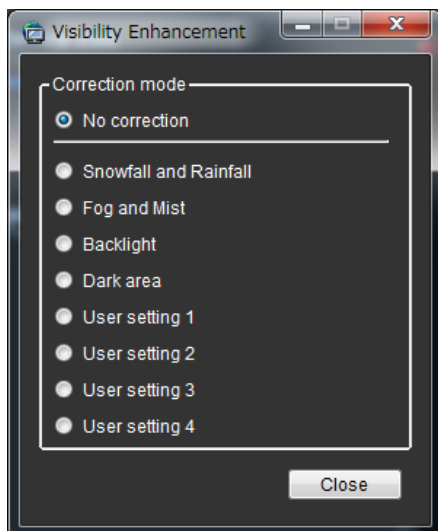 Visibility Enhancement
Correction mode
No correction
Snowfall and Rainfall
Fog and Mist
Backlight
Dark area
User setting 1
User setting 2
User setting 3
User setting 4
Close